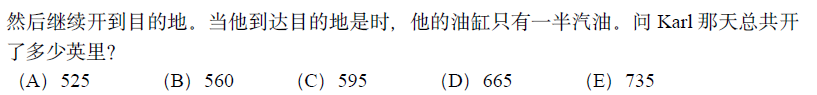 然后继续开到目的地。当他到达目的地是时，他的油缸只有一半汽油。问 Karl 那天总共开
了多少英里？
（A）525 （B）560 （C）595 （D）665 （E）735